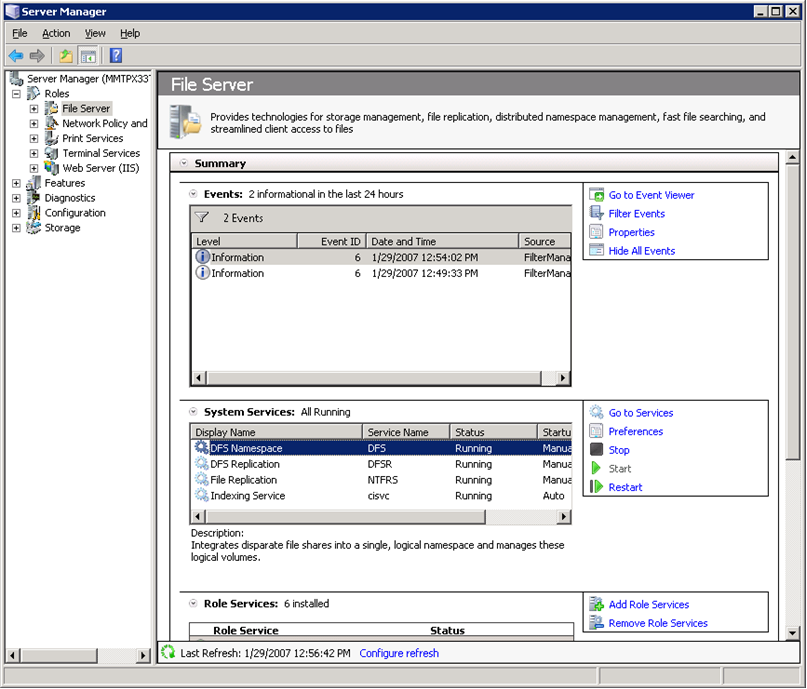 Server Manager
File Action View Help
Server Manager (MMTPX33
Roles
File Server
Network Policy and
Print Services
Terminal Services
Web Server (IIS)
Features
Diagnostics
Configuration
Storage
File Server
Provides technologies for storage management, file replication, distributed namespace management, fast file searching, and
streamlined client access to files
Summary
Events: 2 informational in the last 24 hours
2 Events
Level Event ID Date and Time Source
Information 6 1/29/2007 12:54:02 PM FilterMana
Information 6 1/29/2007 12:49:33 PM FilterMana
Go to Event Viewer
Filter Events
Properties
Hide All Events
System Services: All Running
Display Name Service Name Status Startu
DFS Namespace DFS Running Manua
DFS Replication DFSR Running Manua
File Replication NTFRS Running Manua
Indexing Service cisvc Running Auto
Description:
Integrates disparate file shares into a single, logical namespace and manages these
logical volumes.
Go to Services
Preferences
Stop
Start
Restart
Role Services: 6 installed
Role Service Status
Add Role Services
Remove Role Services
Last Refresh: 1/29/2007 12:56:42 PM Configure refresh